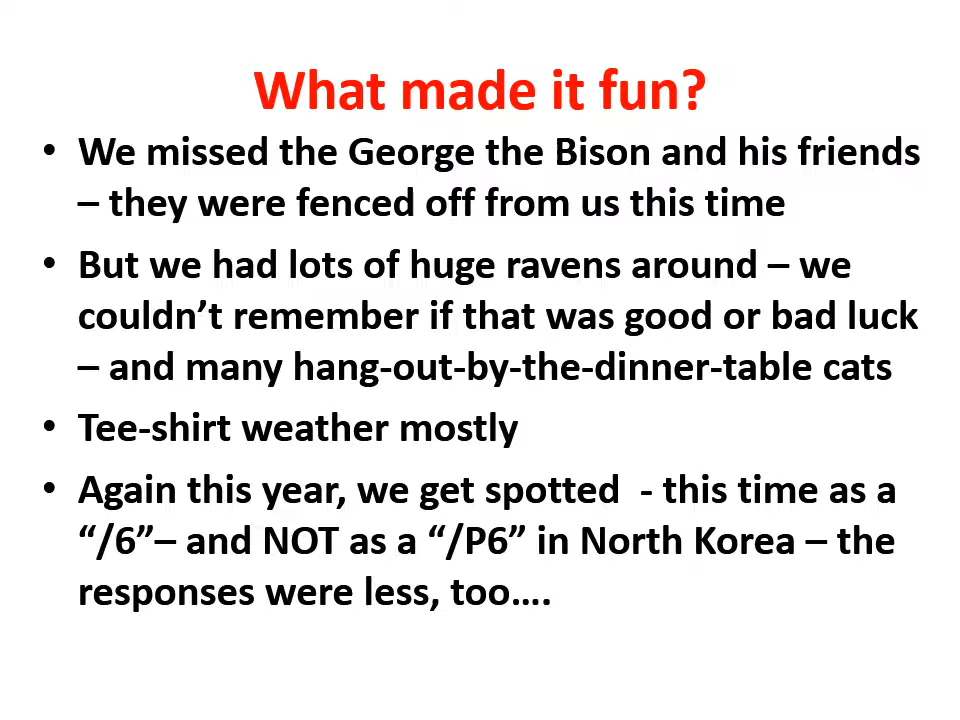 What made it fun?
• We missed the George the Bison and his friends
– they were fenced off from us this time
• But we had lots of huge ravens around – we
couldn’t remember if that was good or bad luck
– and many hang-out-by-the-dinner-table cats
• Tee-shirt weather mostly
• Again this year, we get spotted  - this time as a
“/6”– and NOT as a “/P6” in North Korea – the
responses were less, too….